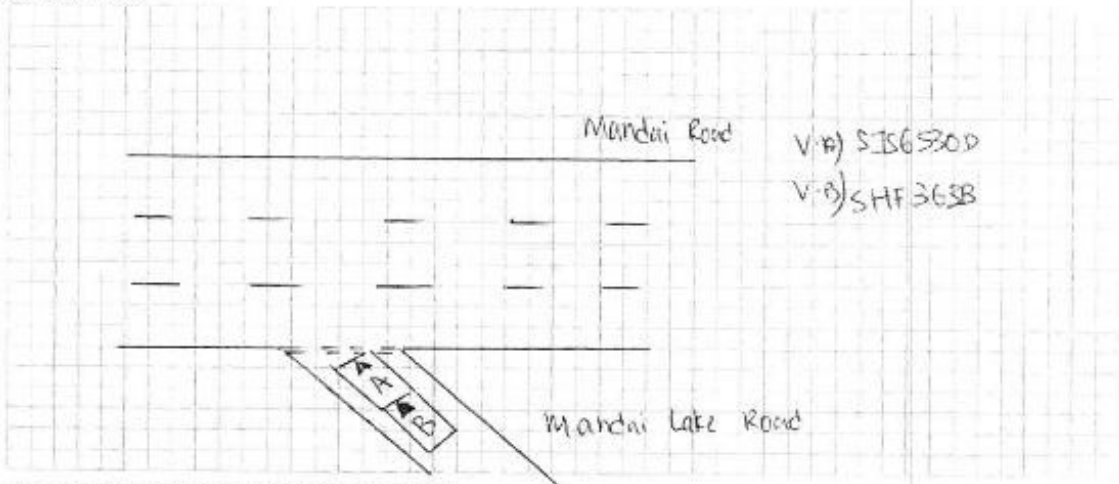 Mandai Road
V.A) SJS6530D
V.B) SHF363B
A
B
Mandai Lake Road